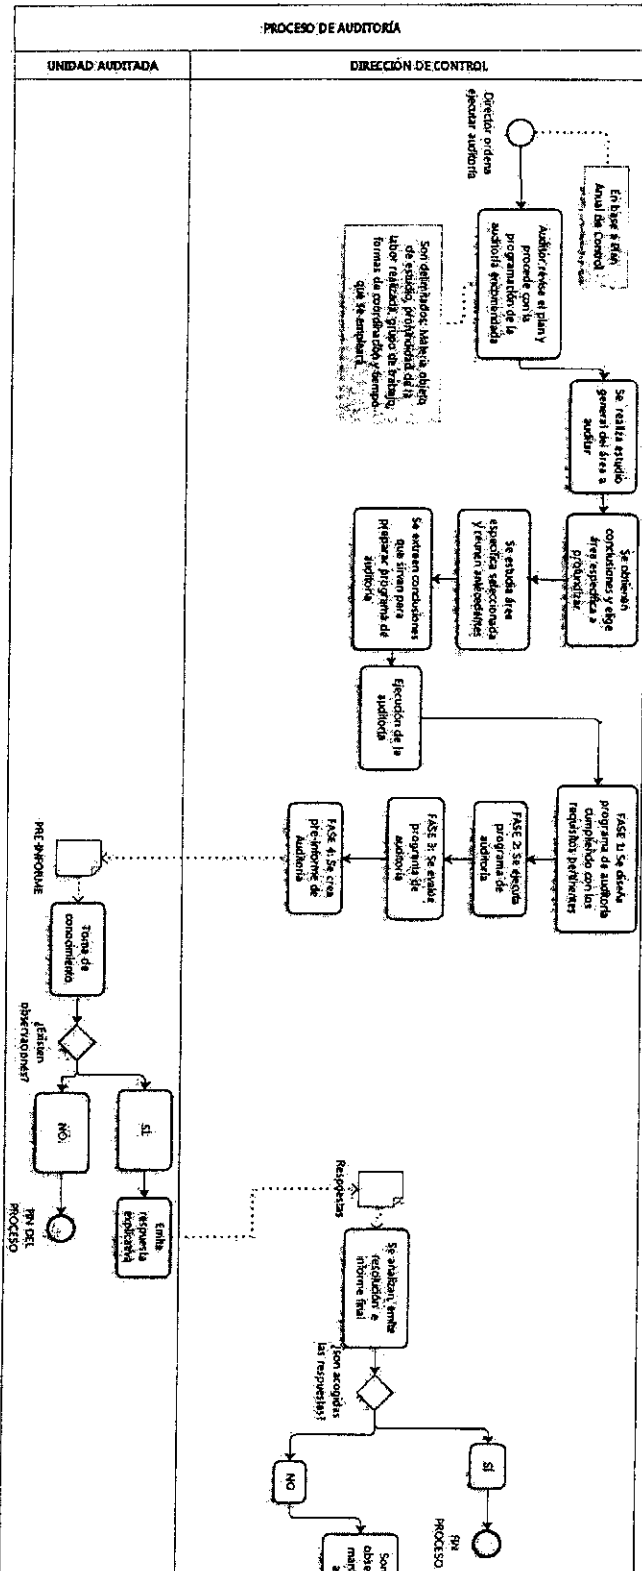 PROCESO DE AUDITORÍA
UNIDAD AUDITADA
DIRECCIÓN DE CONTROL
Director ordena
ejecutar auditoría
En base a plan
Anual de Control
Auditor revisa el plan y
procede con la
programación de la
auditoría encomendada
Son delimitados: Materia objeto
de estudio, profundidad de la
labor realizada, grupo de trabajo,
formas de coordinación y tiempo
que se empleará
Se realiza estudio
general del área a
auditar
Se obtienen
conclusiones y elige
área específica a
profundizar
Se estudia área
específica seleccionada
y reúnen antecedentes
Se extraen conclusiones
que sirvan para
preparar programa de
auditoría
Ejecución de la
auditoría
FASE 1: Se diseña
programa de auditoría
cumpliendo con los
requisitos pertinentes
FASE 2: Se ejecuta
programa de
auditoría
FASE 3: Se evalúe
programa de
auditoría
FASE 4: Se crea
pre-informe de
Auditoría
PRE-INFORME
Toma de
conocimiento
¿Existen
observaciones?
SÍ
NO
FIN DEL
PROCESO
Emite
respuesta
explicativa
Respuestas
Se analizan, emite
resolución e
informe final
¿son acogidas
las respuestas?
SÍ
NO
FIN
PROCESO
Son
obse
man
a